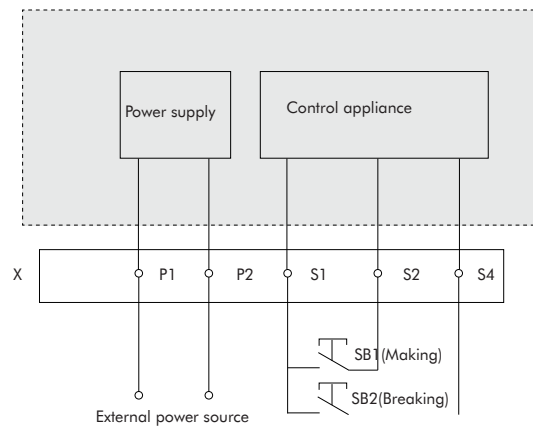 Power supply
Control appliance
X
P1
P2
S1
S2
S4
SB1(Making)
SB2(Breaking)
External power source